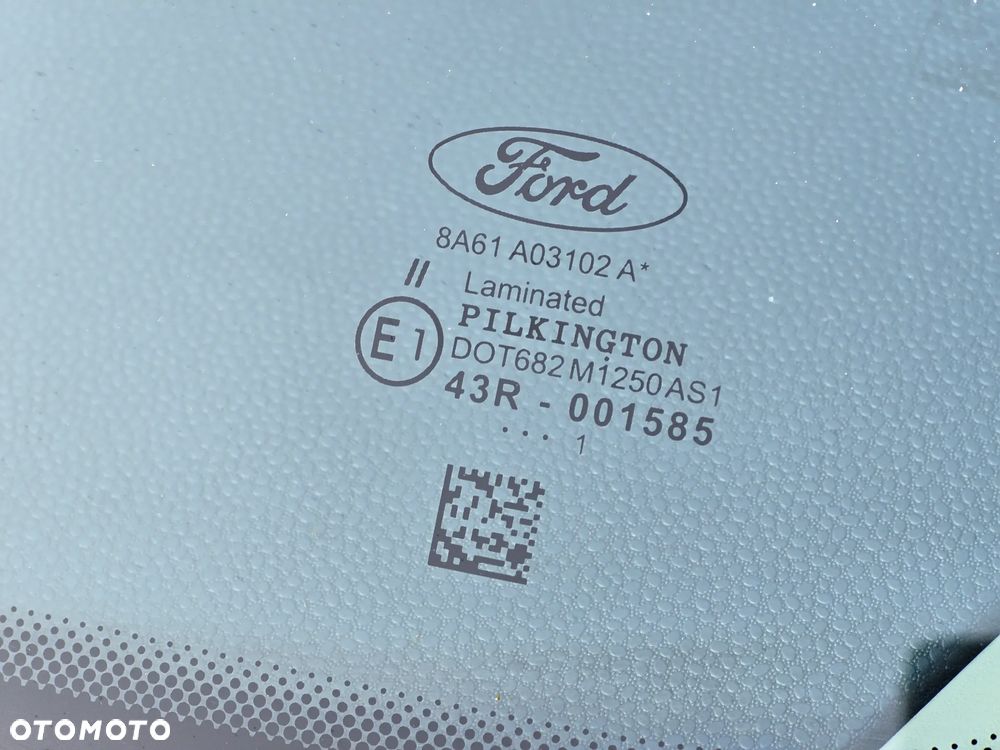 Ford
8A61 A03102 A*
//
Laminated
PILKINGTON
E1
DOT682 M1250 AS1
43R - 001585
... 1
OTOMOTO